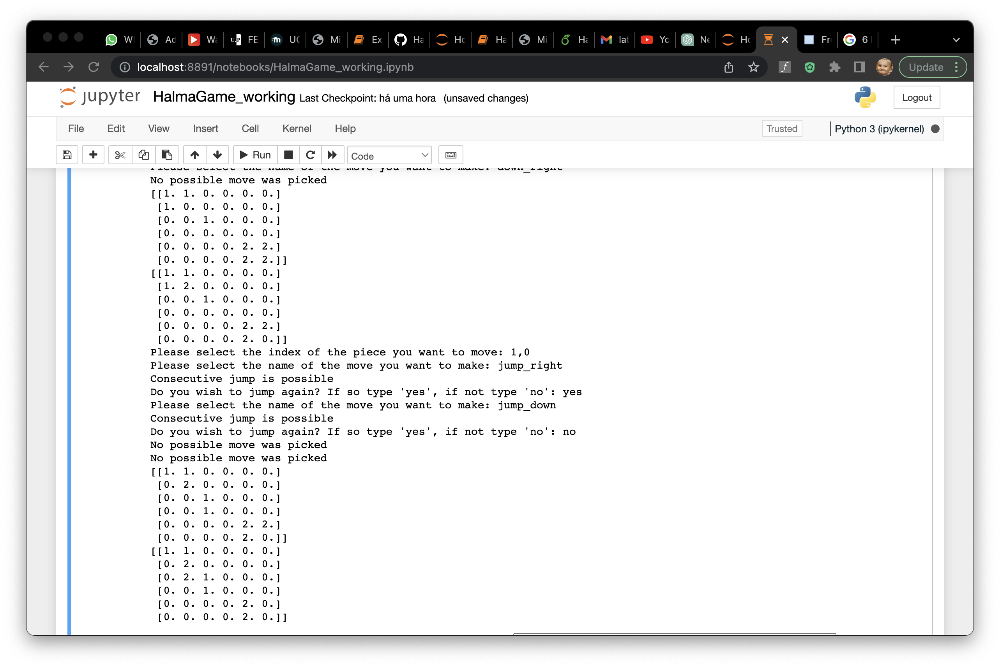 Wl
Ad
Wa
U.P FE
m UC
Mi
Ex
Ha
Ho
Ha
Mi
Ha
lat
Yo
Ne
Ho
Fr
6
localhost:8891/notebooks/HalmaGame_working.ipynb
Update
jupyter HalmaGame_working Last Checkpoint: há uma hora (unsaved changes)
Logout
File Edit View Insert Cell Kernel Help
Trusted
Python 3 (ipykernel)
Run
Code
Please select the name of the move you want to make: down_right
No possible move was picked
[[1. 1. 0. 0. 0. 0.]
[1. 0. 0. 0. 0. 0.]
[0. 0. 1. 0. 0. 0.]
[0. 0. 0. 0. 0. 0.]
[0. 0. 0. 0. 2. 2.]
[0. 0. 0. 0. 2. 2.]]
[[1. 1. 0. 0. 0. 0.]
[1. 2. 0. 0. 0. 0.]
[0. 0. 1. 0. 0. 0.]
[0. 0. 0. 0. 0. 0.]
[0. 0. 0. 0. 2. 2.]
[0. 0. 0. 0. 2. 0.]]
Please select the index of the piece you want to move: 1,0
Please select the name of the move you want to make: jump_right
Consecutive jump is possible
Do you wish to jump again? If so type 'yes', if not type 'no': yes
Please select the name of the move you want to make: jump_down
Consecutive jump is possible
Do you wish to jump again? If so type 'yes', if not type 'no': no
No possible move was picked
No possible move was picked
[[1. 1. 0. 0. 0. 0.]
[0. 2. 0. 0. 0. 0.]
[0. 0. 1. 0. 0. 0.]
[0. 0. 1. 0. 0. 0.]
[0. 0. 0. 0. 2. 2.]
[0. 0. 0. 0. 2. 0.]]
[[1. 1. 0. 0. 0. 0.]
[0. 2. 0. 0. 0. 0.]
[0. 2. 1. 0. 0. 0.]
[0. 0. 1. 0. 0. 0.]
[0. 0. 0. 0. 2. 0.]
[0. 0. 0. 0. 2. 0.]]